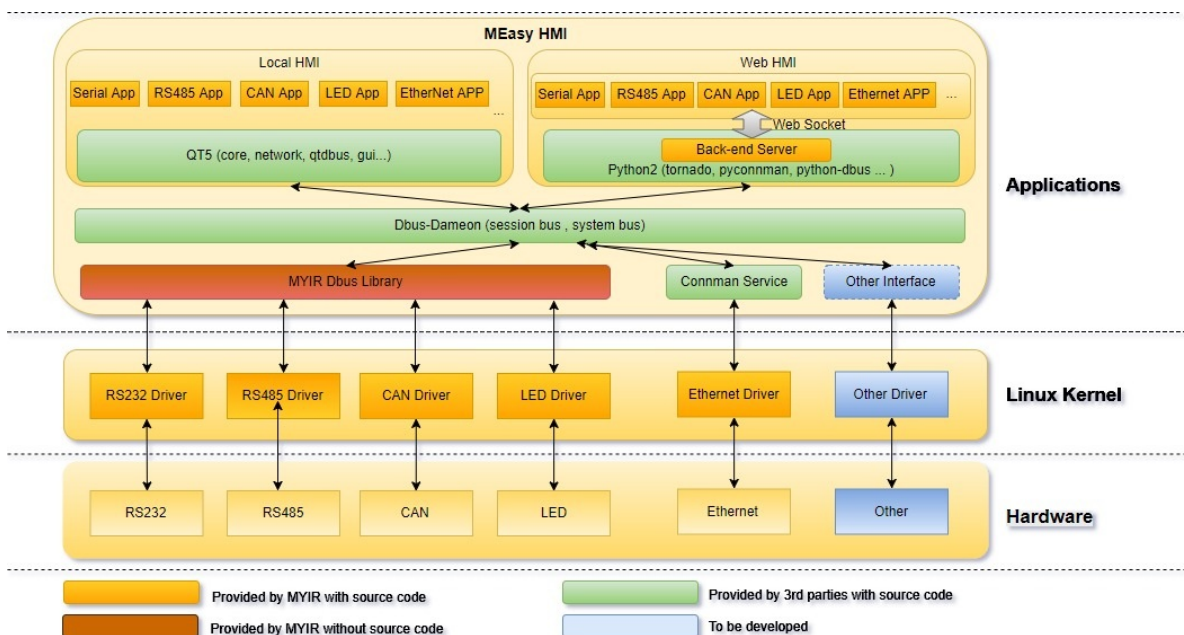 MEasy HMI
Local HMI
Serial App
RS485 App
CAN App
LED App
EtherNet APP
...
QT5 (core, network, qtdbus, gui...)
Web HMI
Serial App
RS485 App
CAN App
LED App
Ethernet APP
...
Web Socket
Back-end Server
Python2 (tornado, pyconnman, python-dbus ... )
Applications
Dbus-Dameon (session bus , system bus)
MYIR Dbus Library
Connman Service
Other Interface
RS232 Driver
RS485 Driver
CAN Driver
LED Driver
Ethernet Driver
Other Driver
Linux Kernel
RS232
RS485
CAN
LED
Ethernet
Other
Hardware
Provided by MYIR with source code
Provided by 3rd parties with source code
Provided by MYIR without source code
To be developed